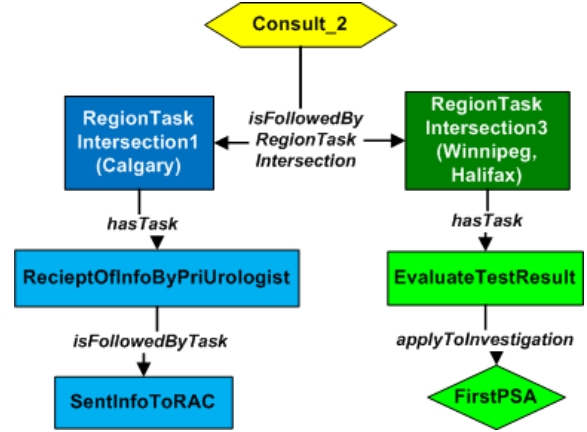 Consult_2
RegionTask
Intersection1
(Calgary)
isFollowedBy
RegionTask
Intersection
RegionTask
Intersection3
(Winnipeg,
Halifax)
hasTask
hasTask
RecieptOfInfoByPriUrologist
EvaluateTestResult
isFollowedByTask
applyToInvestigation
SentInfoToRAC
FirstPSA